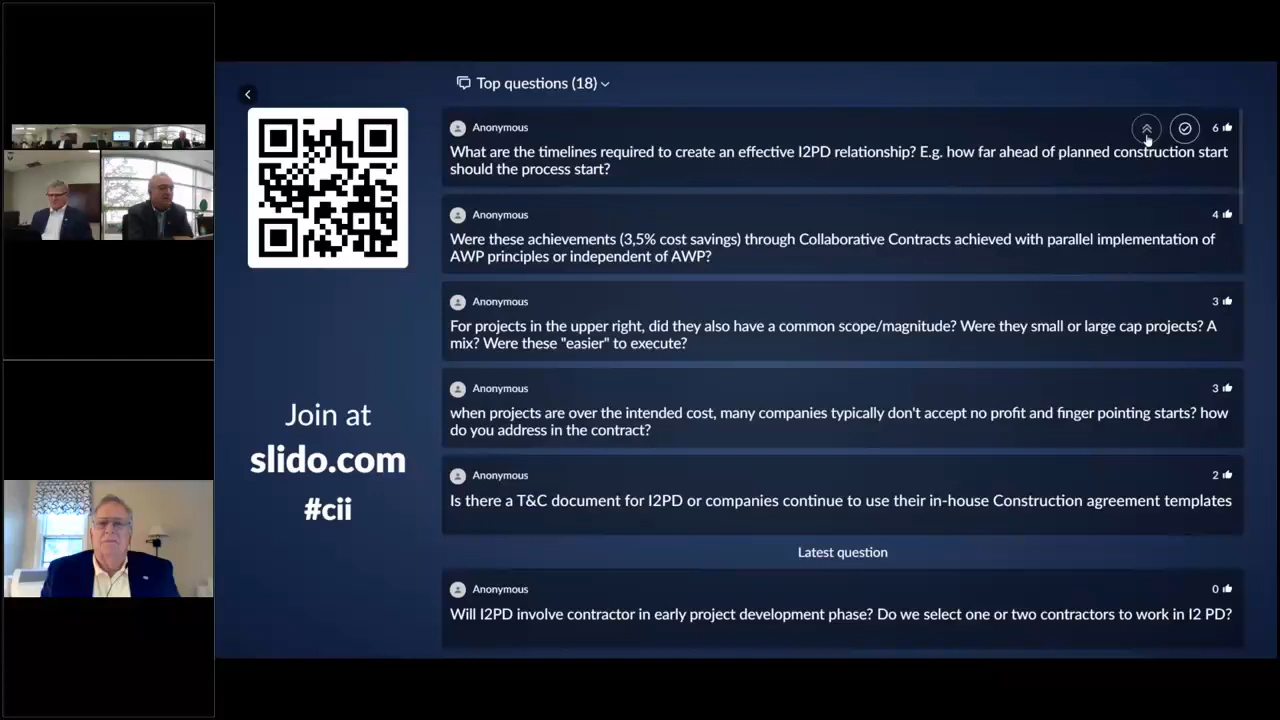 Top questions (18)
Anonymous
6
What are the timelines required to create an effective I2PD relationship? E.g. how far ahead of planned construction start
should the process start?
Anonymous
4
Were these achievements (3,5% cost savings) through Collaborative Contracts achieved with parallel implementation of
AWP principles or independent of AWP?
Anonymous
3
For projects in the upper right, did they also have a common scope/magnitude? Were they small or large cap projects? A
mix? Were these "easier" to execute?
Anonymous
3
when projects are over the intended cost, many companies typically don't accept no profit and finger pointing starts? how
do you address in the contract?
Anonymous
2
Is there a T&C document for I2PD or companies continue to use their in-house Construction agreement templates
Latest question
Anonymous
0
Will I2PD involve contractor in early project development phase? Do we select one or two contractors to work in I2 PD?
Join at
slido.com
#cii